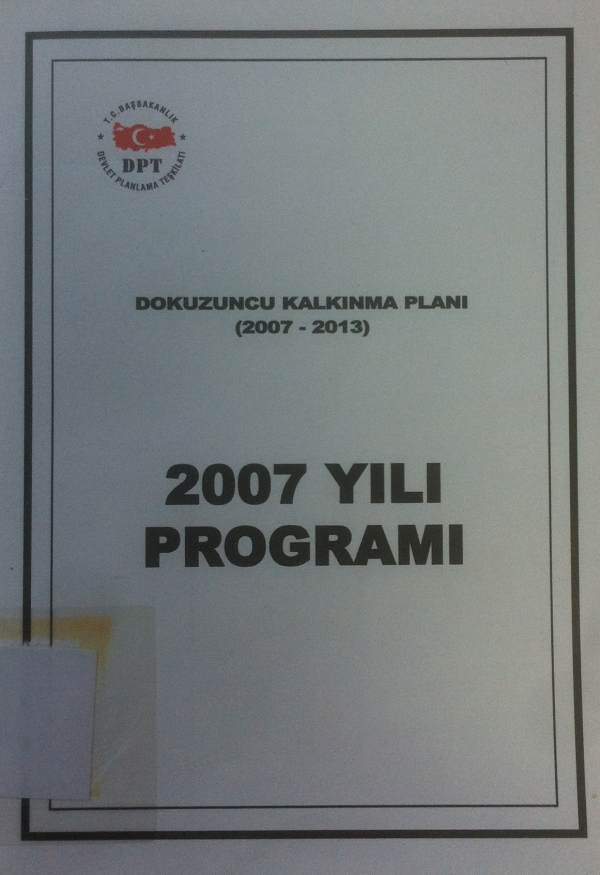 T.C. BAŞBAKANLIK
DPT
DEVLET PLANLAMA TEŞKİLATI
DOKUZUNCU KALKINMA PLANI
(2007 - 2013)
2007 YILI
PROGRAMI